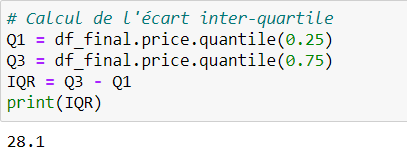 # Calcul de l'écart inter-quartile
Q1 = df_final.price.quantile(0.25)
Q3 = df_final.price.quantile(0.75)
IQR = Q3 - Q1
print(IQR)
28.1